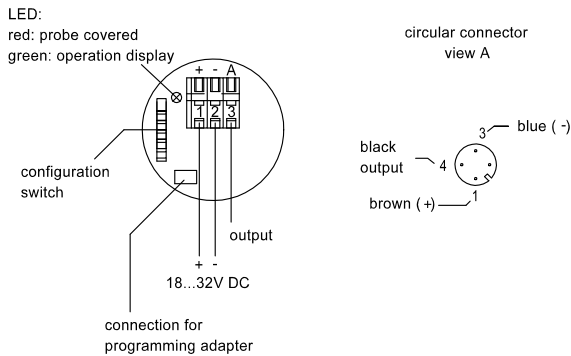 LED:
red: probe covered
green: operation display
+ - A
1 2 3
configuration
switch
output
+ -
18...32V DC
connection for
programming adapter
circular connector
view A
3 blue ( -)
black
output
4
brown ( +)
1